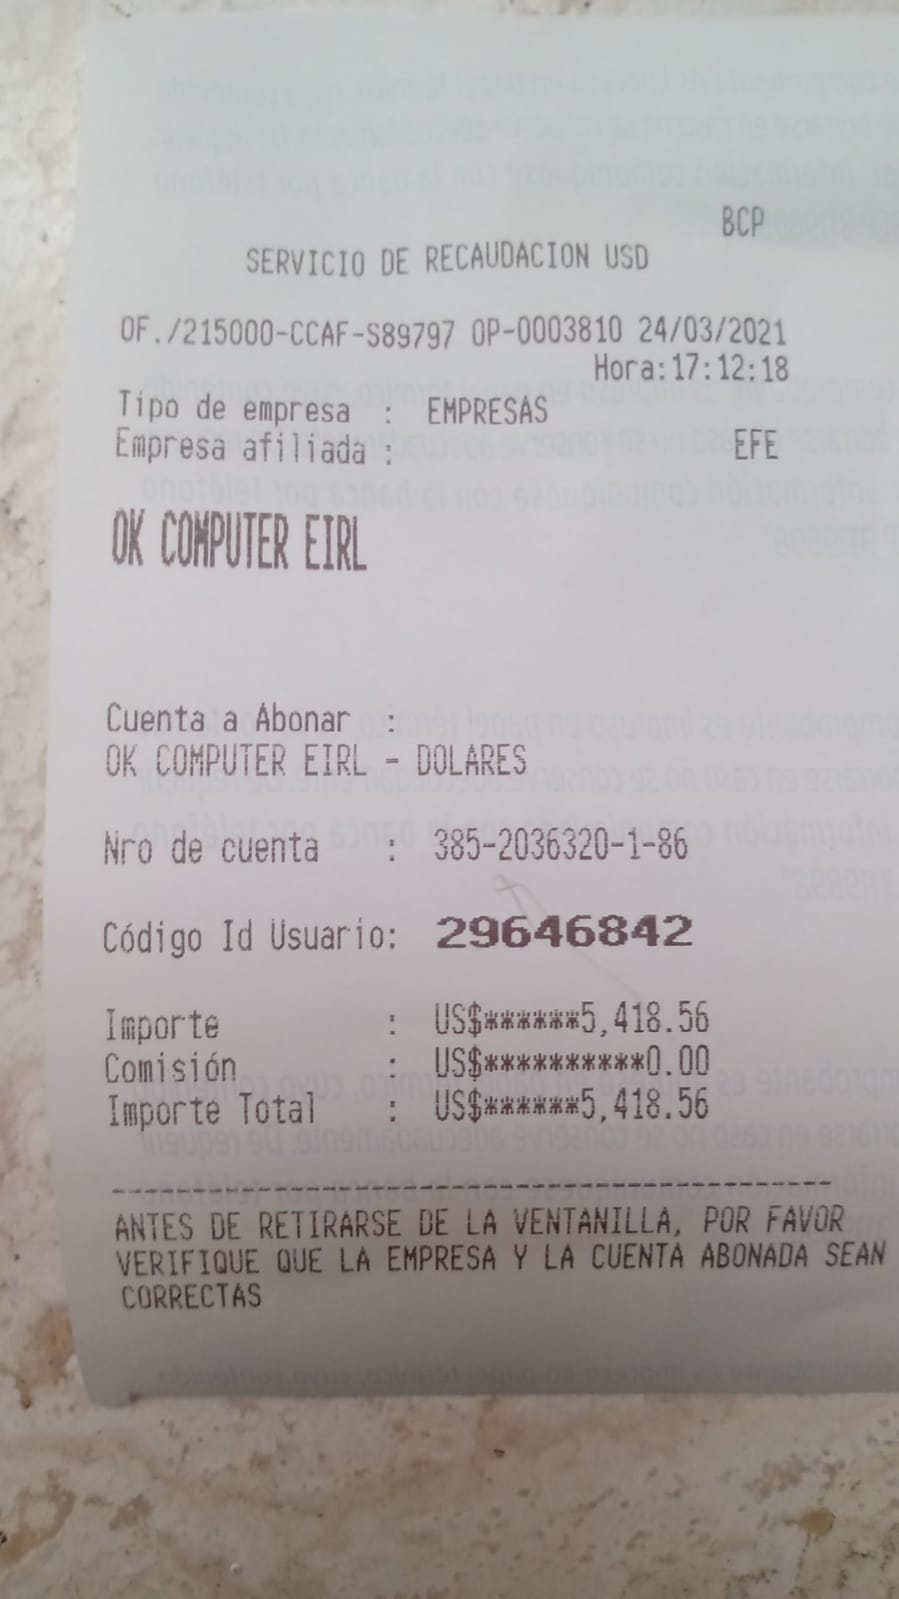 BCP
SERVICIO DE RECAUDACION USD
OF./215000-CCAF-S89797 OP-0003810 24/03/2021
Hora:17:12:18
Tipo de empresa : EMPRESAS
Empresa afiliada : EFE
OK COMPUTER EIRL
Cuenta a Abonar :
OK COMPUTER EIRL - DOLARES
Nro de cuenta : 385-2036320-1-86
Código Id Usuario: 29646842
Importe : US$******5,418.56
Comisión : US$**********0.00
Importe Total : US$******5,418.56
ANTES DE RETIRARSE DE LA VENTANILLA, POR FAVOR
VERIFIQUE QUE LA EMPRESA Y LA CUENTA ABONADA SEAN
CORRECTAS